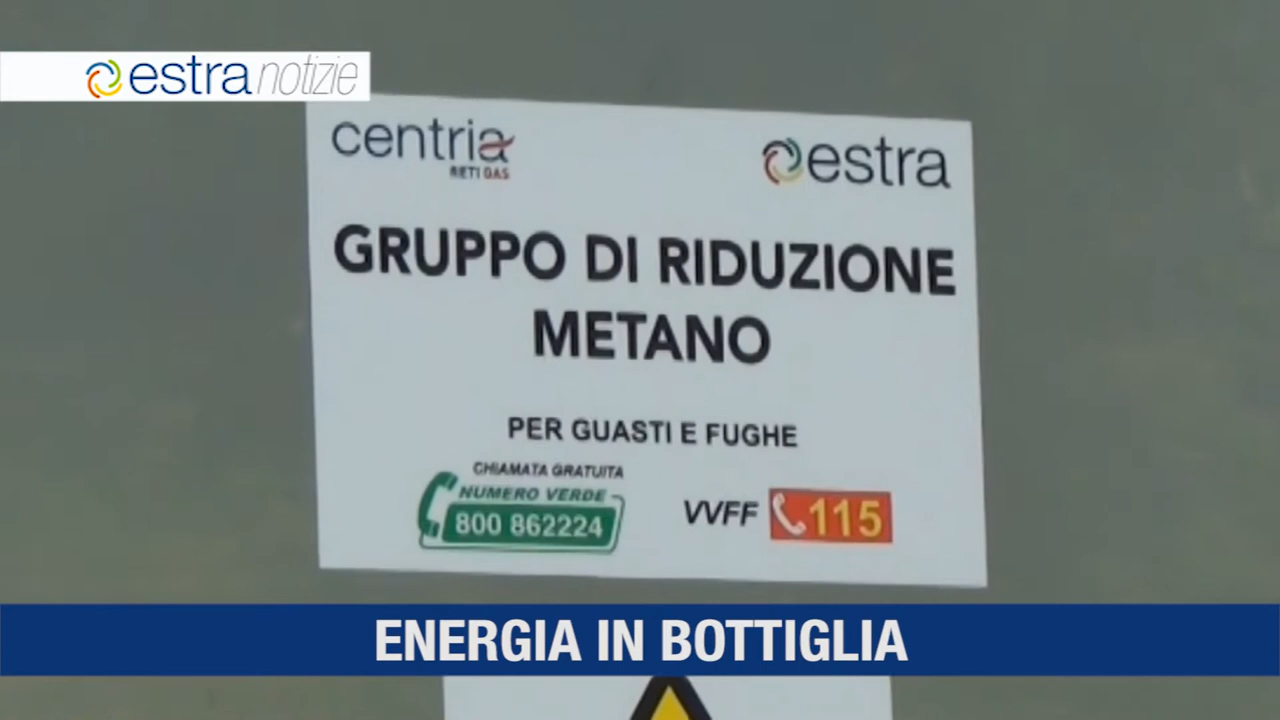 estra notizie
centria
RETI GAS
estra
GRUPPO DI RIDUZIONE
METANO
PER GUASTI E FUGHE
CHIAMATA GRATUITA
NUMERO VERDE
800 862224
VVFF 115
ENERGIA IN BOTTIGLIA